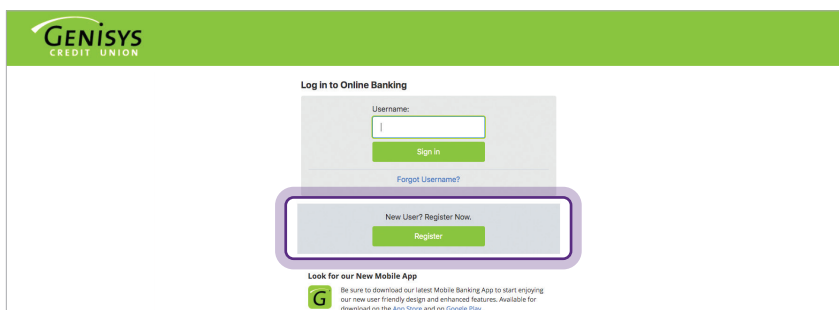 GENiSYS
CREDIT UNION
Log in to Online Banking
Username:
Sign in
Forgot Username?
New User? Register Now.
Register
Look for our New Mobile App
G
Be sure to download our latest Mobile Banking App to start enjoying
our new user friendly design and enhanced features. Available for
download on the App Store and on Google Play.